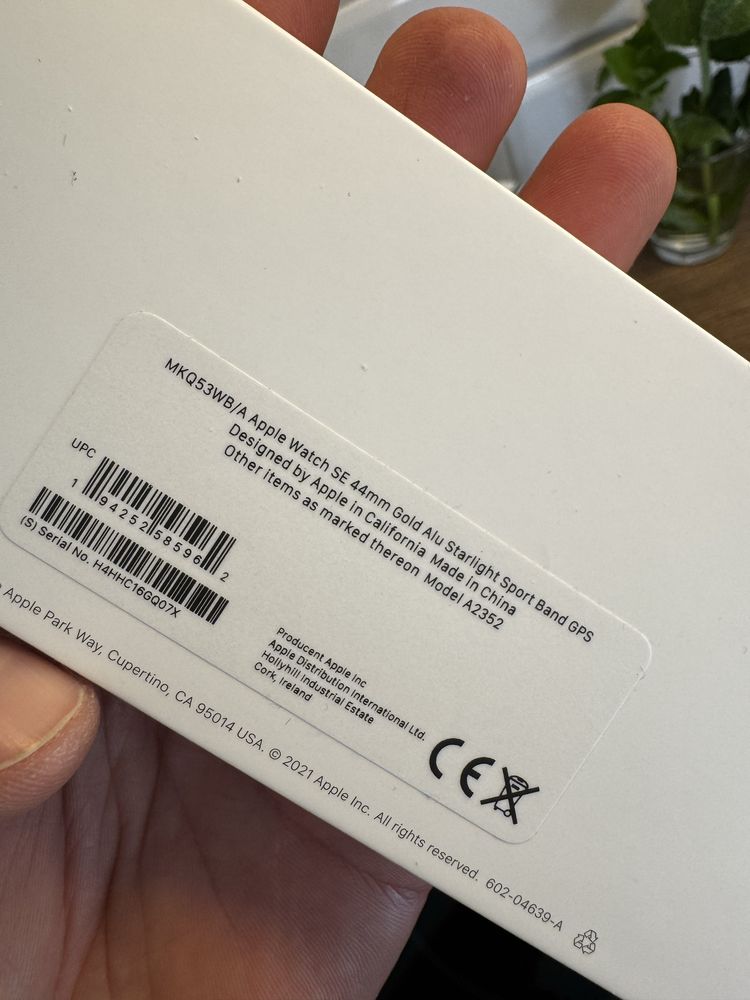 MKQ53WB/A Apple Watch SE 44mm Gold Alu Starlight Sport Band GPS
Designed by Apple in California Made in China
Other items as marked thereon Model A2352
UPC
1 94252 58596 2
(S) Serial No. H4HHC16GQ07X
Producent Apple Inc
Apple Distribution International Ltd.
Hollyhill Industrial Estate
Cork, Ireland
CE
Apple Park Way, Cupertino, CA 95014 USA. © 2021 Apple Inc. All rights reserved. 602-04639-A